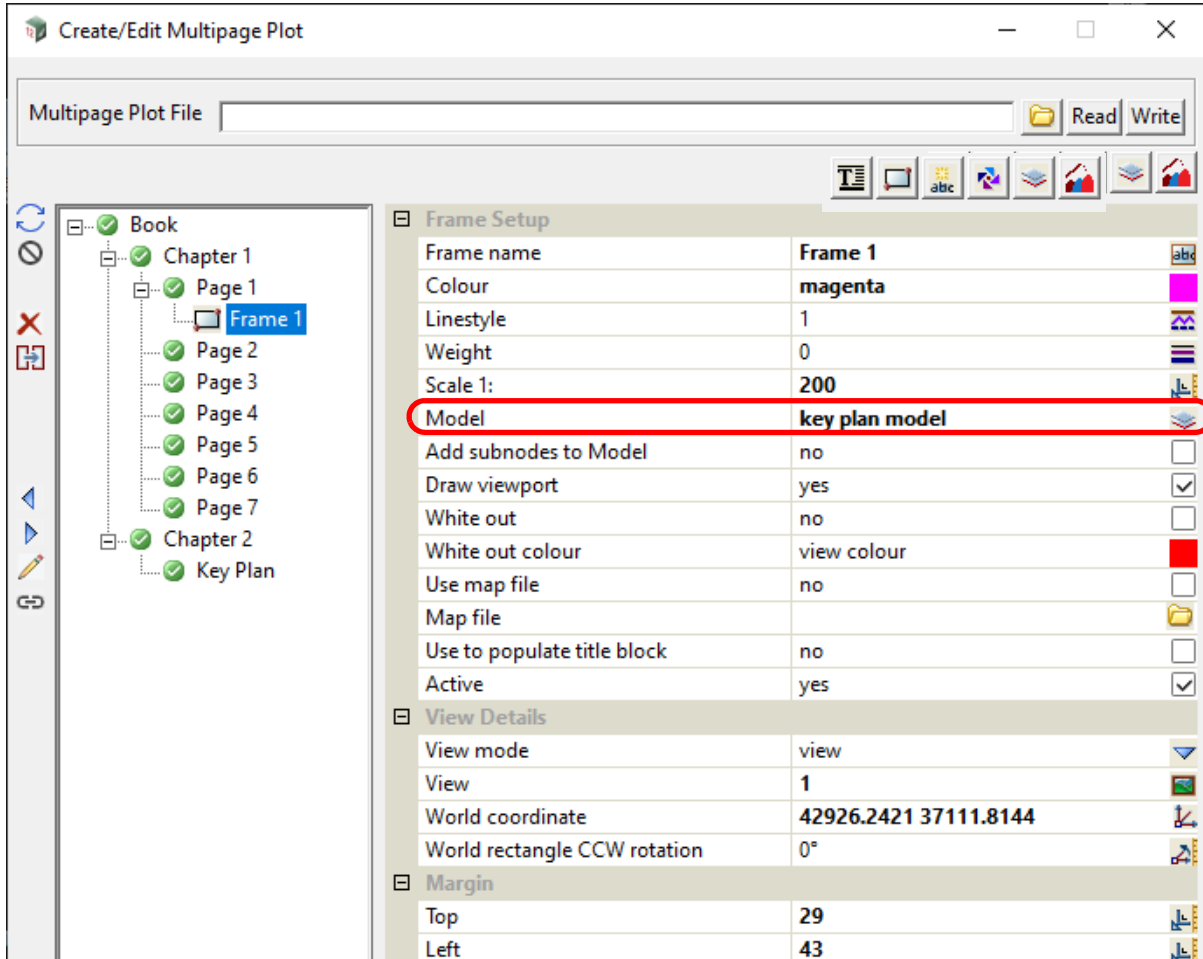 Create/Edit Multipage Plot
Multipage Plot File Read Write
Book
Chapter 1
Page 1
Frame 1
Page 2
Page 3
Page 4
Page 5
Page 6
Page 7
Chapter 2
Key Plan
Frame Setup
Frame name Frame 1
Colour magenta
Linestyle 1
Weight 0
Scale 1: 200
Model key plan model
Add subnodes to Model no
Draw viewport yes
White out no
White out colour view colour
Use map file no
Map file
Use to populate title block no
Active yes
View Details
View mode view
View 1
World coordinate 42926.2421 37111.8144
World rectangle CCW rotation 0°
Margin
Top 29
Left 43